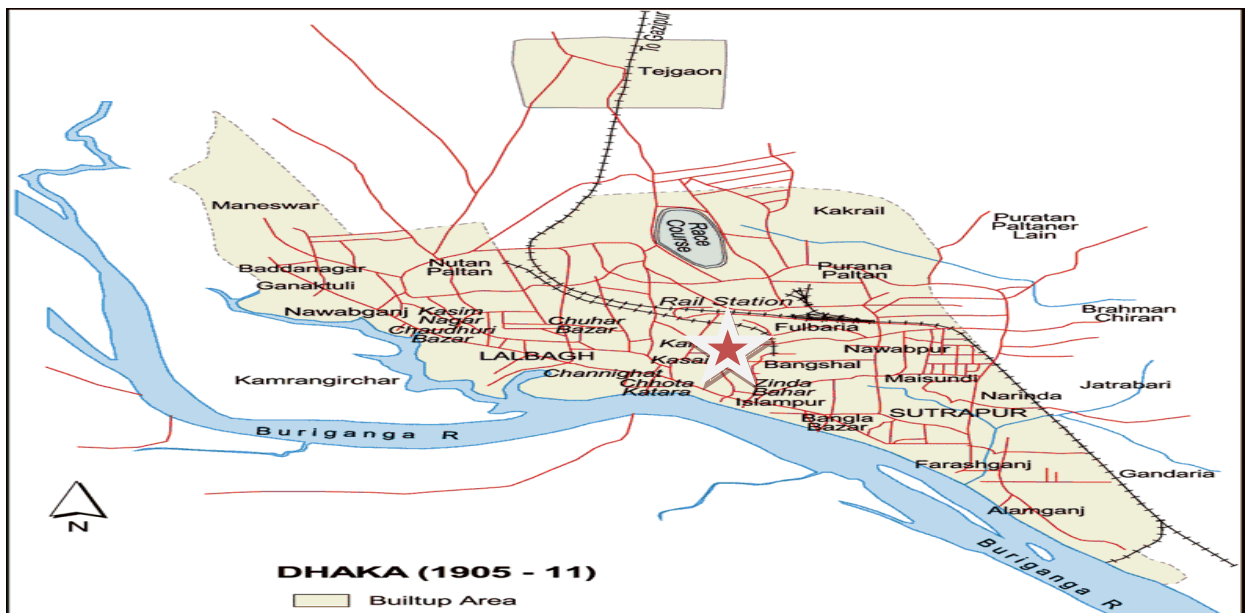 To Gazipur
Tejgaon
Maneswar
Kakrail
Puratan
Paltaner
Lain
Race
Course
Baddanagar
Nutan
Paltan
Purana
Paltan
Ganaktuli
Rail Station
Nawabganj
Kasim
Nagar
Chaudhuri
Bazar
Chuhar
Bazar
Fulbaria
Brahman
Chiran
LALBAGH
Bangshal
Nawabpur
Kamrangirchar
Channighat
Chhota
Katara
Zinda
Bahar
Islampur
Maisundi
Jatrabari
Narinda
Bangla
Bazar
SUTRAPUR
Buriganga R
Farashganj
Gandaria
Alamganj
Buriganga R
N
DHAKA (1905 - 11)
Builtup Area